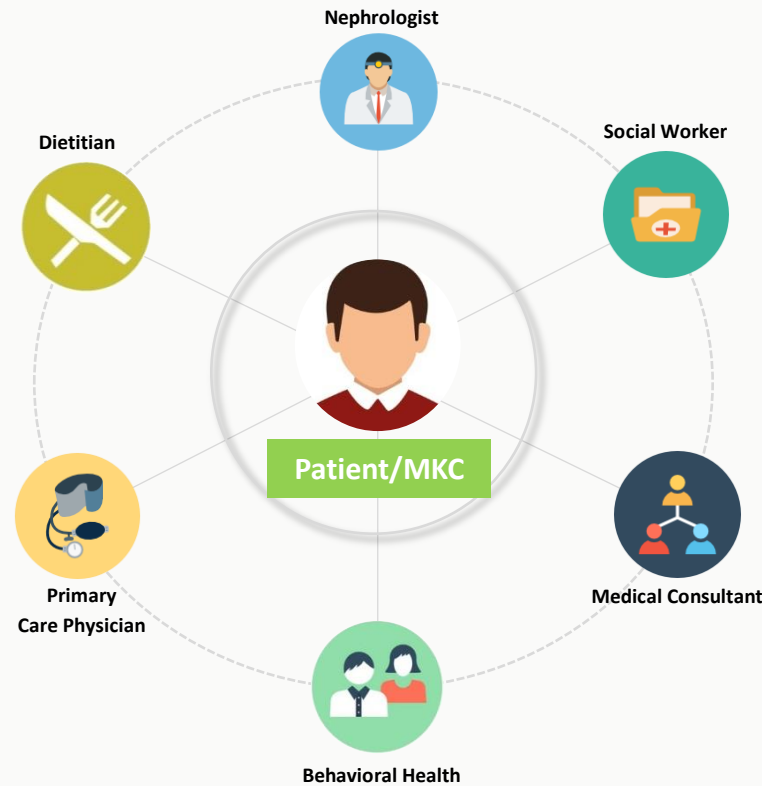 Nephrologist
Social Worker
Dietitian
Patient/MKC
Primary
Care Physician
Medical Consultant
Behavioral Health